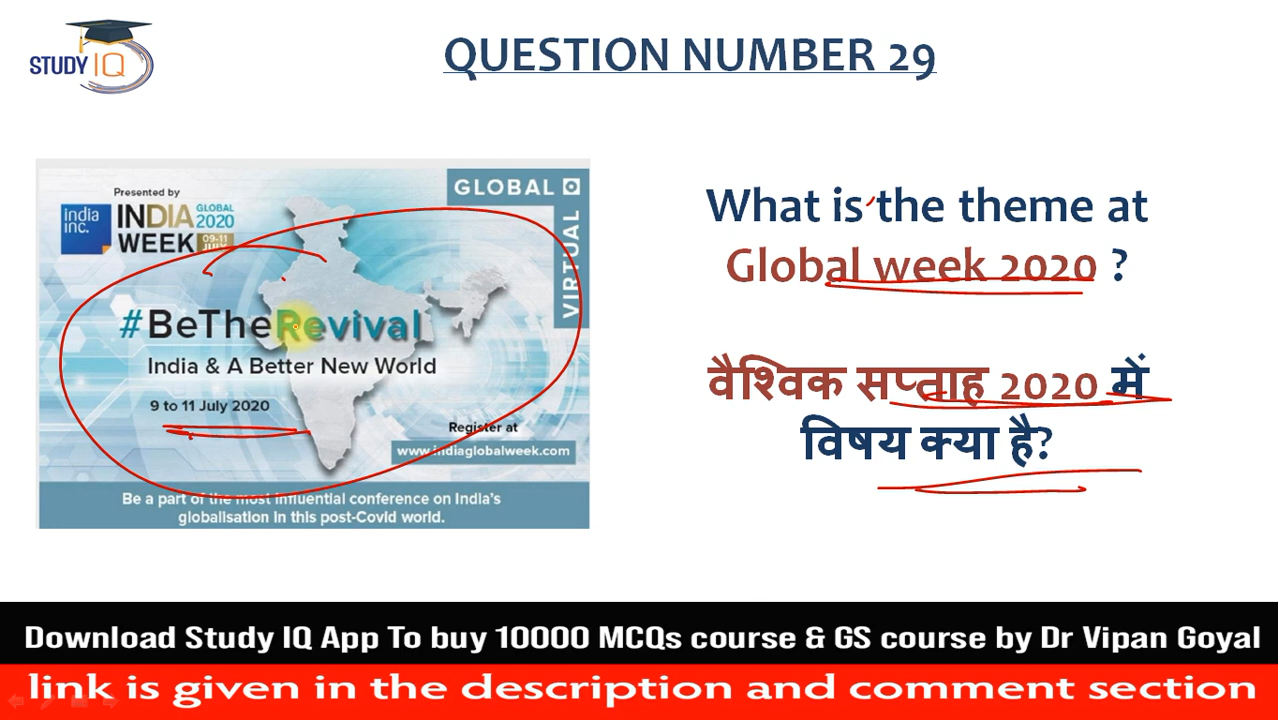 STUDY IQ
QUESTION NUMBER 29
Presented by
india
inc.
INDIA
WEEK
GLOBAL
2020
09-11
JULY
GLOBAL
VIRTUAL
#BeTheRevival
India & A Better New World
9 to 11 July 2020
Register at
www.indiaglobalweek.com
Be a part of the most influential conference on India's
globalisation in this post-Covid world.
What is the theme at
Global week 2020 ?
वैश्विक सप्ताह 2020 में
विषय क्या है?
Download Study IQ App To buy 10000 MCQs course & GS course by Dr Vipan Goyal
link is given in the description and comment section